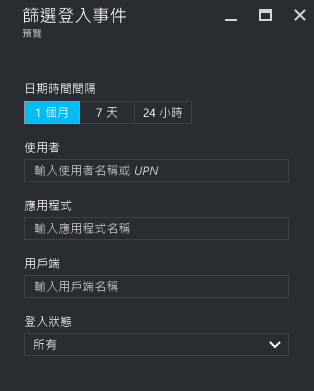 篩選登入事件
預覽
日期時間間隔
1 個月 7 天 24 小時
使用者
輸入使用者名稱或 UPN
應用程式
輸入應用程式名稱
用戶端
輸入用戶端名稱
登入狀態
所有